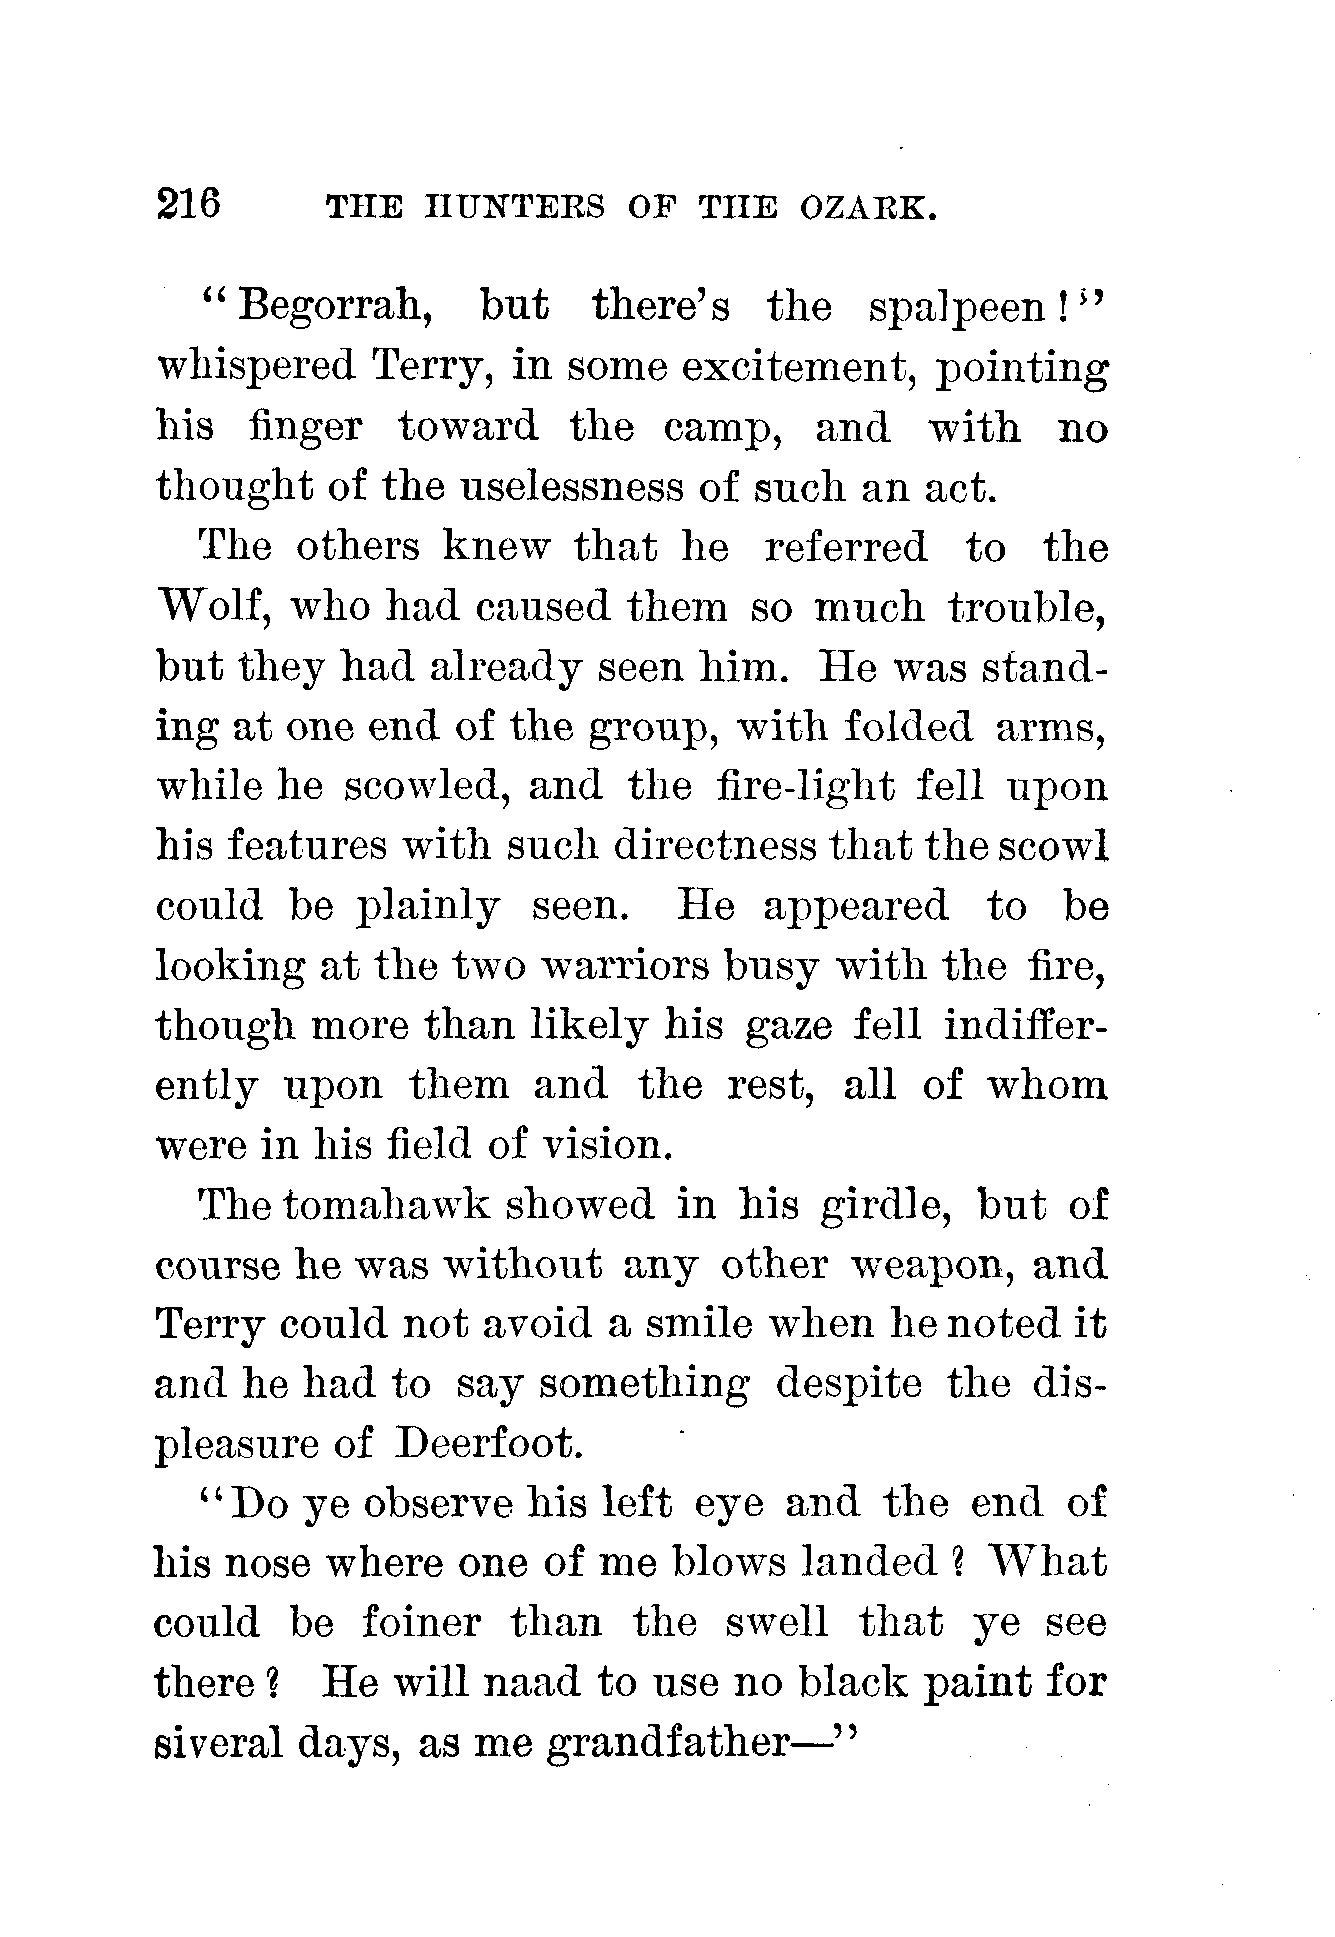 216 THE HUNTERS OF THE OZARK.
"Begorrah, but there's the spalpeen!"
whispered Terry, in some excitement, pointing
his finger toward the camp, and with no
thought of the uselessness of such an act.
The others knew that he referred to the
Wolf, who had caused them so much trouble,
but they had already seen him. He was stand-
ing at one end of the group, with folded arms,
while he scowled, and the fire-light fell upon
his features with such directness that the scowl
could be plainly seen. He appeared to be
looking at the two warriors busy with the fire,
though more than likely his gaze fell indiffer-
ently upon them and the rest, all of whom
were in his field of vision.
The tomahawk showed in his girdle, but of
course he was without any other weapon, and
Terry could not avoid a smile when he noted it
and he had to say something despite the dis-
pleasure of Deerfoot.
"Do ye observe his left eye and the end of
his nose where one of me blows landed? What
could be foiner than the swell that ye see
there? He will naad to use no black paint for
siveral days, as me grandfather—"